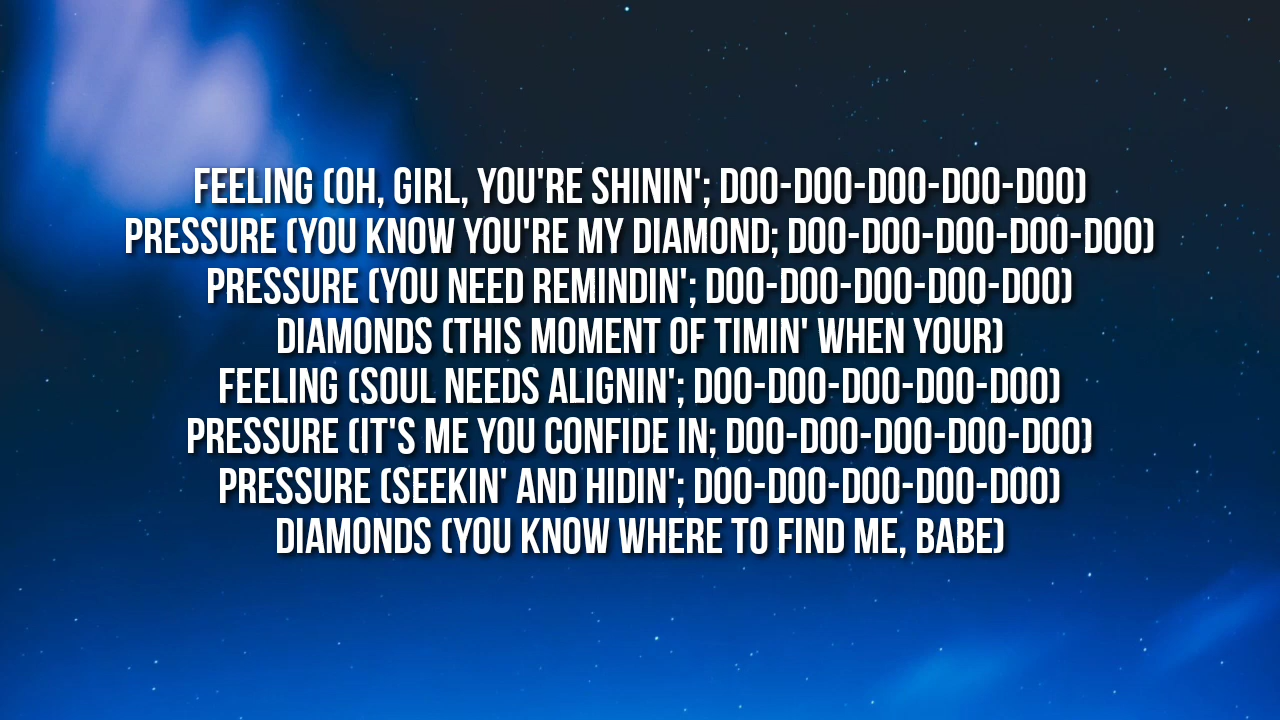 FEELING (OH, GIRL, YOU'RE SHININ'; DOO-DOO-DOO-DOO-DOO)
PRESSURE (YOU KNOW YOU'RE MY DIAMOND; DOO-DOO-DOO-DOO-DOO)
PRESSURE (YOU NEED REMINDIN'; DOO-DOO-DOO-DOO-DOO)
DIAMONDS (THIS MOMENT OF TIMIN' WHEN YOUR)
FEELING (SOUL NEEDS ALIGNIN'; DOO-DOO-DOO-DOO-DOO)
PRESSURE (IT'S ME YOU CONFIDE IN; DOO-DOO-DOO-DOO-DOO)
PRESSURE (SEEKIN' AND HIDIN'; DOO-DOO-DOO-DOO-DOO)
DIAMONDS (YOU KNOW WHERE TO FIND ME, BABE)